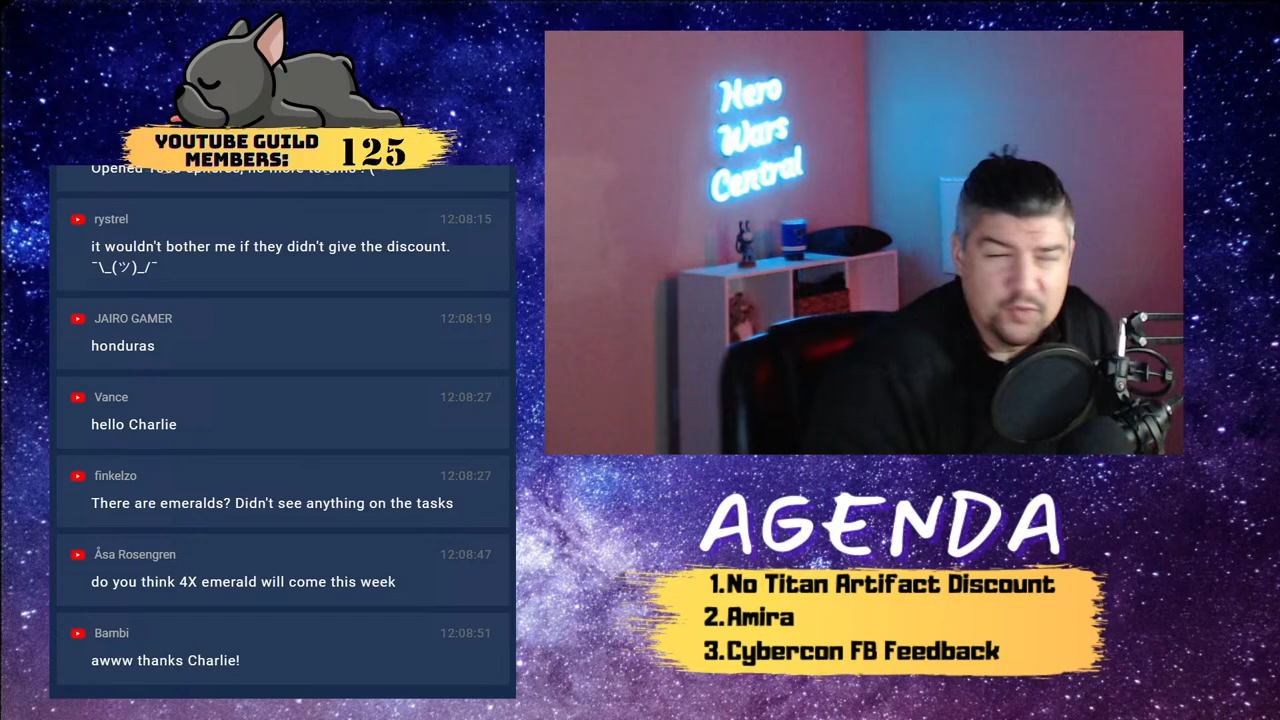 YOUTUBE GUILD
MEMBERS: 125
Opened
rystrel 12:08:15
it wouldn't bother me if they didn't give the discount.
¯\_(ツ)_/¯
JAIRO GAMER 12:08:19
honduras
Vance 12:08:27
hello Charlie
finkelzo 12:08:27
There are emeralds? Didn't see anything on the tasks
Åsa Rosengren 12:08:47
do you think 4X emerald will come this week
Bambi 12:08:51
awww thanks Charlie!
Hero
Wars
Central
AGENDA
1.No Titan Artifact Discount
2.Amira
3.Cybercon FB Feedback